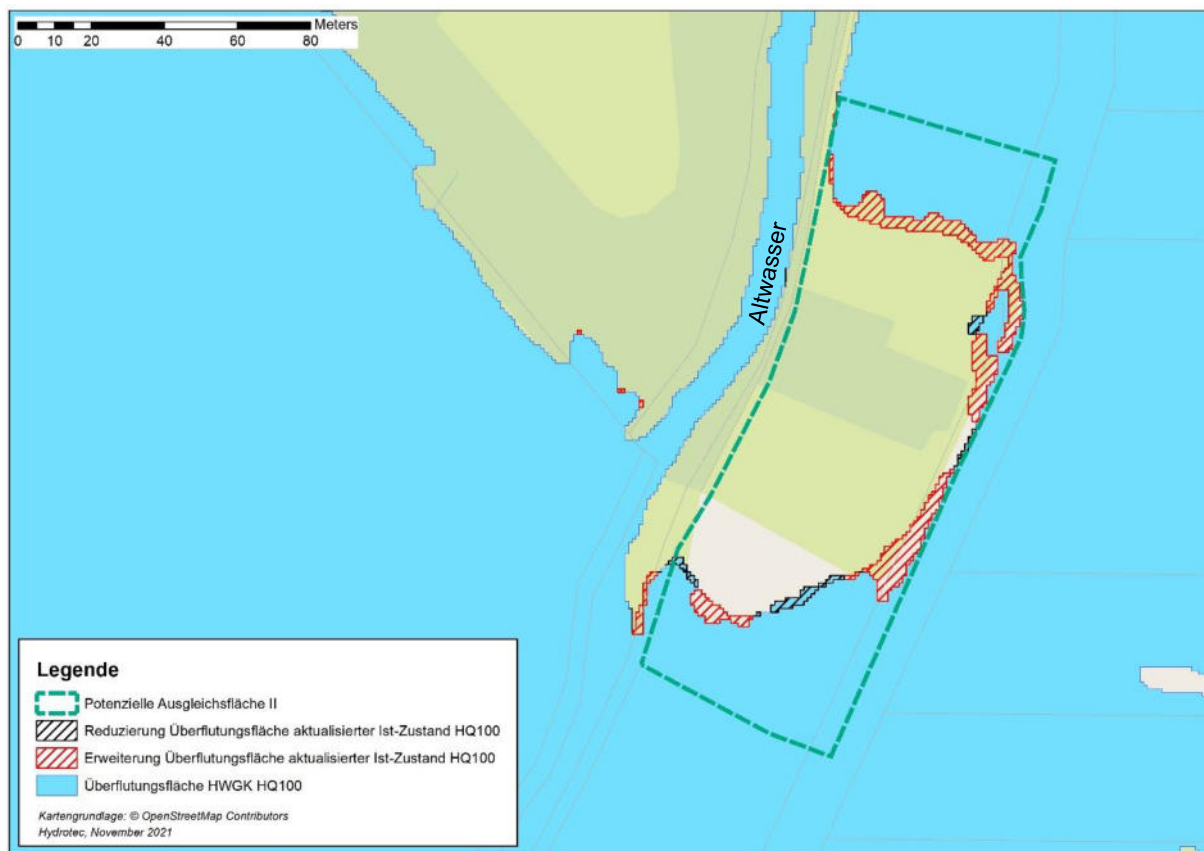 Meters
0 10 20 40 60 80
Altwasser
Legende
Potenzielle Ausgleichsfläche II
Reduzierung Überflutungsfläche aktualisierter Ist-Zustand HQ100
Erweiterung Überflutungsfläche aktualisierter Ist-Zustand HQ100
Überflutungsfläche HWGK HQ100
Kartengrundlage: © OpenStreetMap Contributors
Hydrotec, November 2021